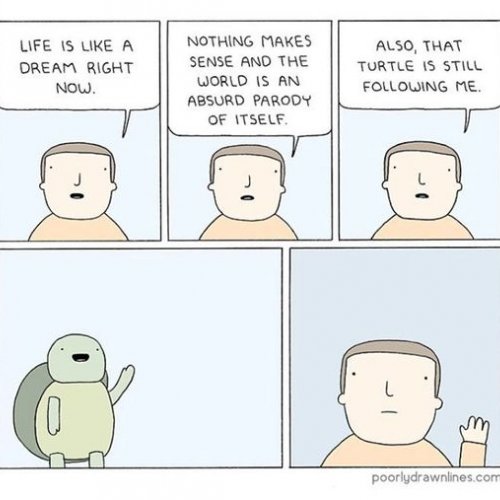 LIFE IS LIKE A
DREAM RIGHT
NOW.
NOTHING MAKES
SENSE AND THE
WORLD IS AN
ABSURD PARODY
OF ITSELF.
ALSO, THAT
TURTLE IS STILL
FOLLOWING ME.
poorlydrawnlines.com